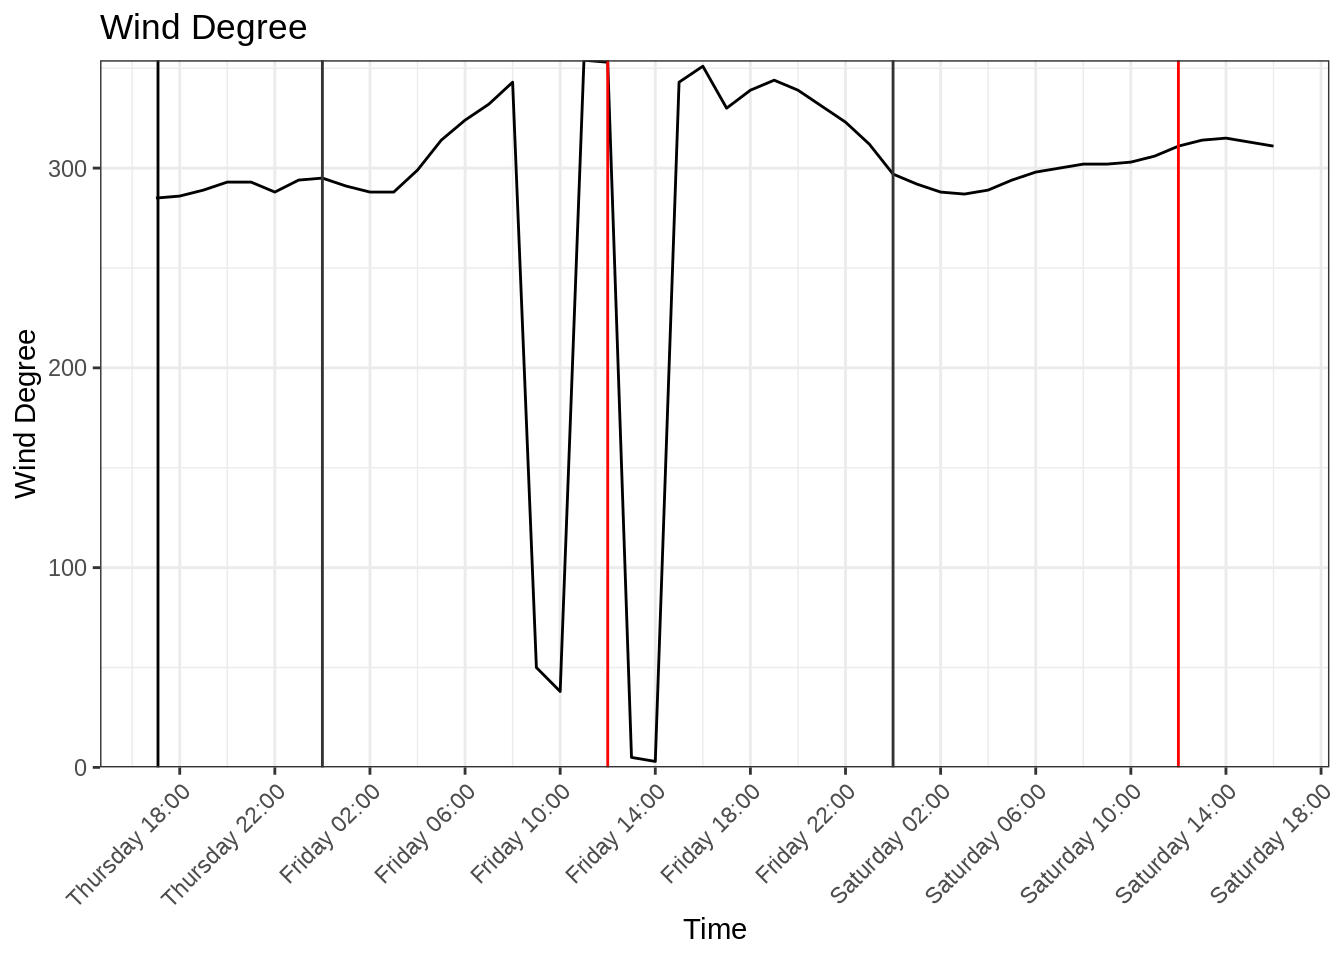 Wind Degree
Wind Degree
300
200
100
0
Thursday 18:00
Thursday 22:00
Friday 02:00
Friday 06:00
Friday 10:00
Friday 14:00
Friday 18:00
Friday 22:00
Saturday 02:00
Saturday 06:00
Saturday 10:00
Saturday 14:00
Saturday 18:00
Time